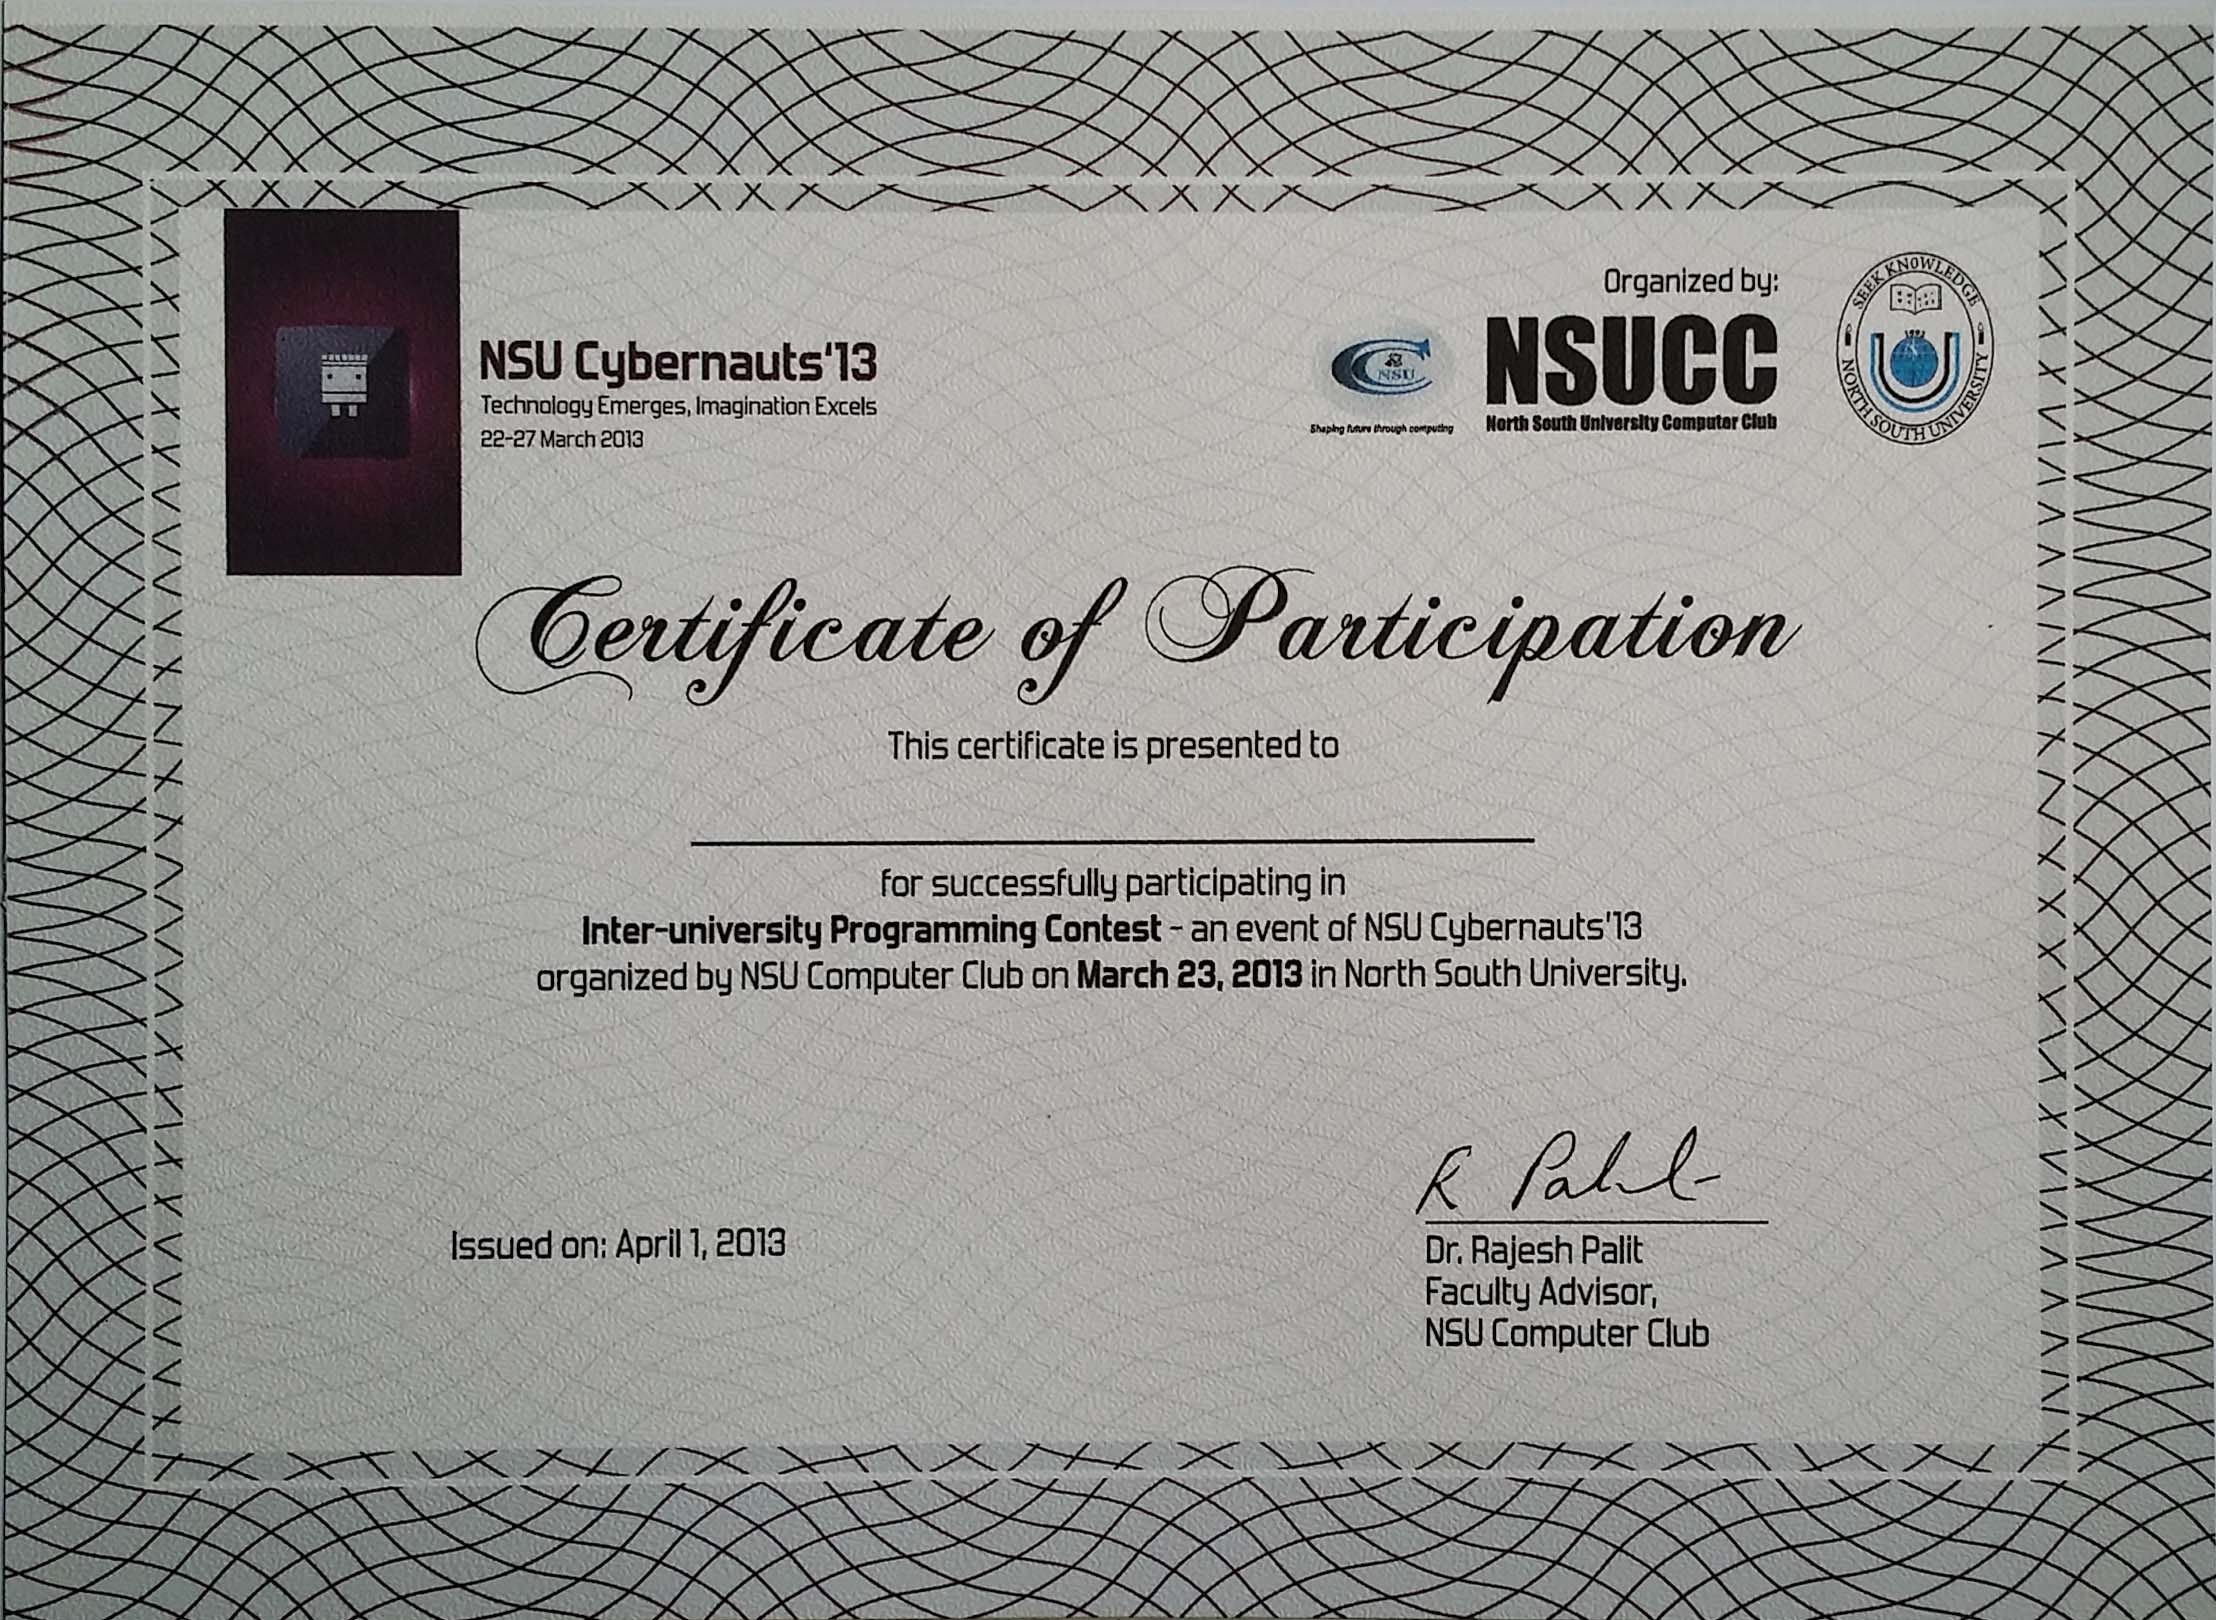 NSU Cybernauts'13
Technology Emerges, Imagination Excels
22-27 March 2013
Organized by:
NSU
Shaping future through computing
NSUCC
North South University Computer Club
SEEK KNOWLEDGE
NORTH SOUTH UNIVERSITY
Certificate of Participation
This certificate is presented to
for successfully participating in
Inter-university Programming Contest - an event of NSU Cybernauts'13
organized by NSU Computer Club on March 23, 2013 in North South University.
R Palit
Issued on: April 1, 2013
Dr. Rajesh Palit
Faculty Advisor,
NSU Computer Club